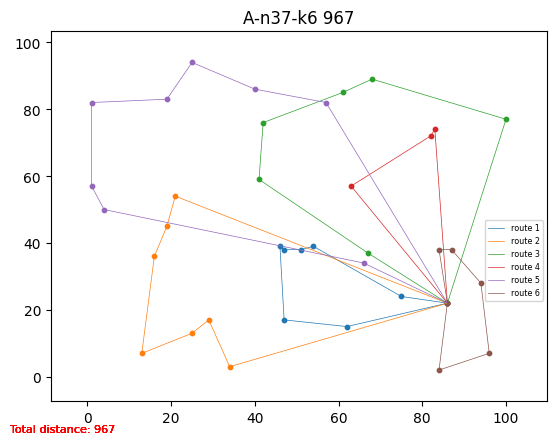 A-n37-k6 967
100
80
60
40
20
0
route 1
route 2
route 3
route 4
route 5
route 6
0 20 40 60 80 100
Total distance: 967